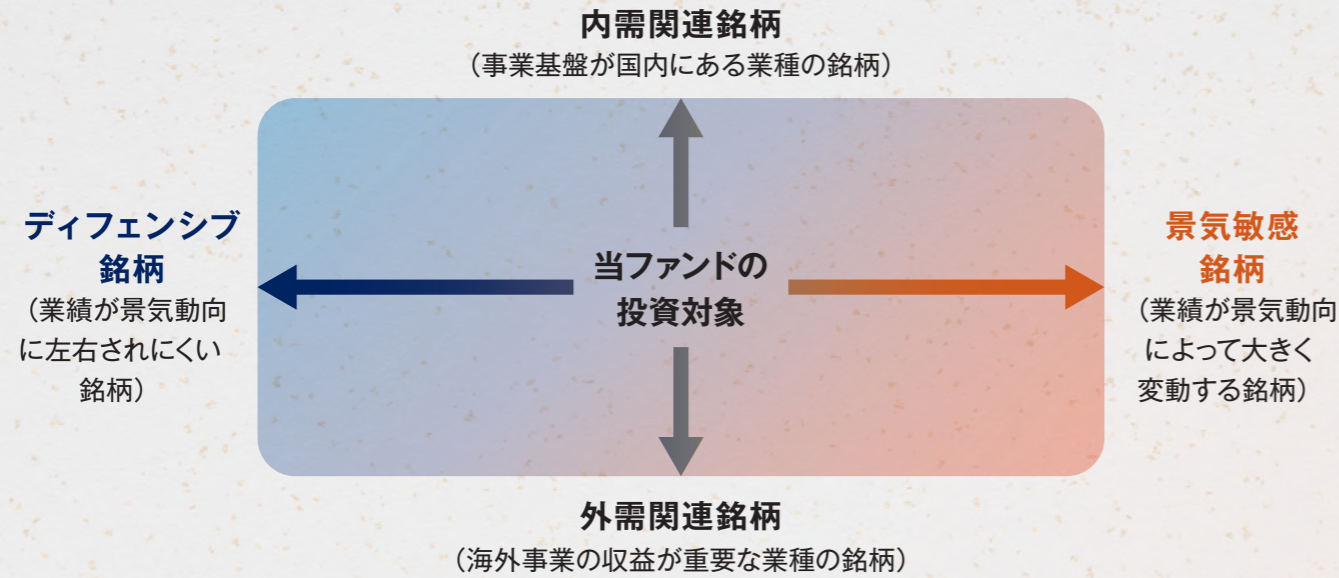 内需関連銘柄
（事業基盤が国内にある業種の銘柄）
ディフェンシブ
銘柄
（業績が景気動向
に左右されにくい
銘柄）
当ファンドの
投資対象
景気敏感
銘柄
（業績が景気動向
によって大きく
変動する銘柄）
外需関連銘柄
（海外事業の収益が重要な業種の銘柄）